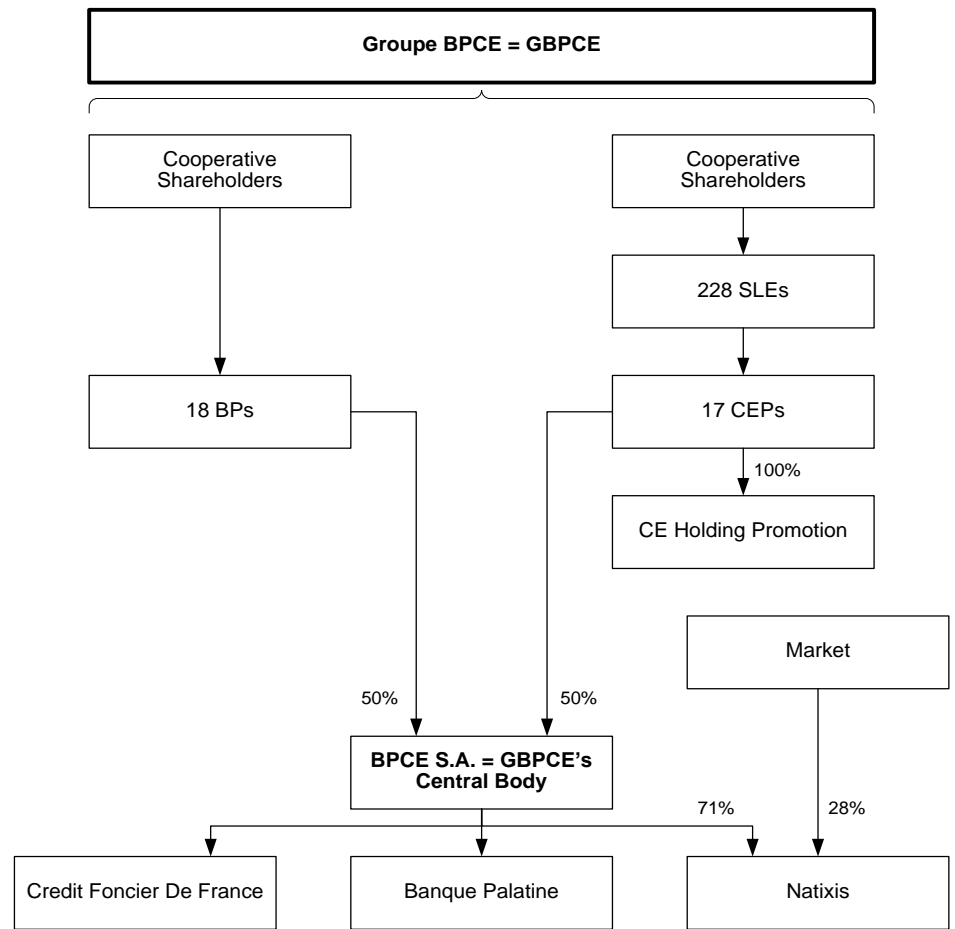 Groupe BPCE = GBPCE
Cooperative
Shareholders
Cooperative
Shareholders
228 SLEs
18 BPs
17 CEPs
100%
CE Holding Promotion
Market
50%
50%
BPCE S.A. = GBPCE’s
Central Body
71%
28%
Credit Foncier De France
Banque Palatine
Natixis